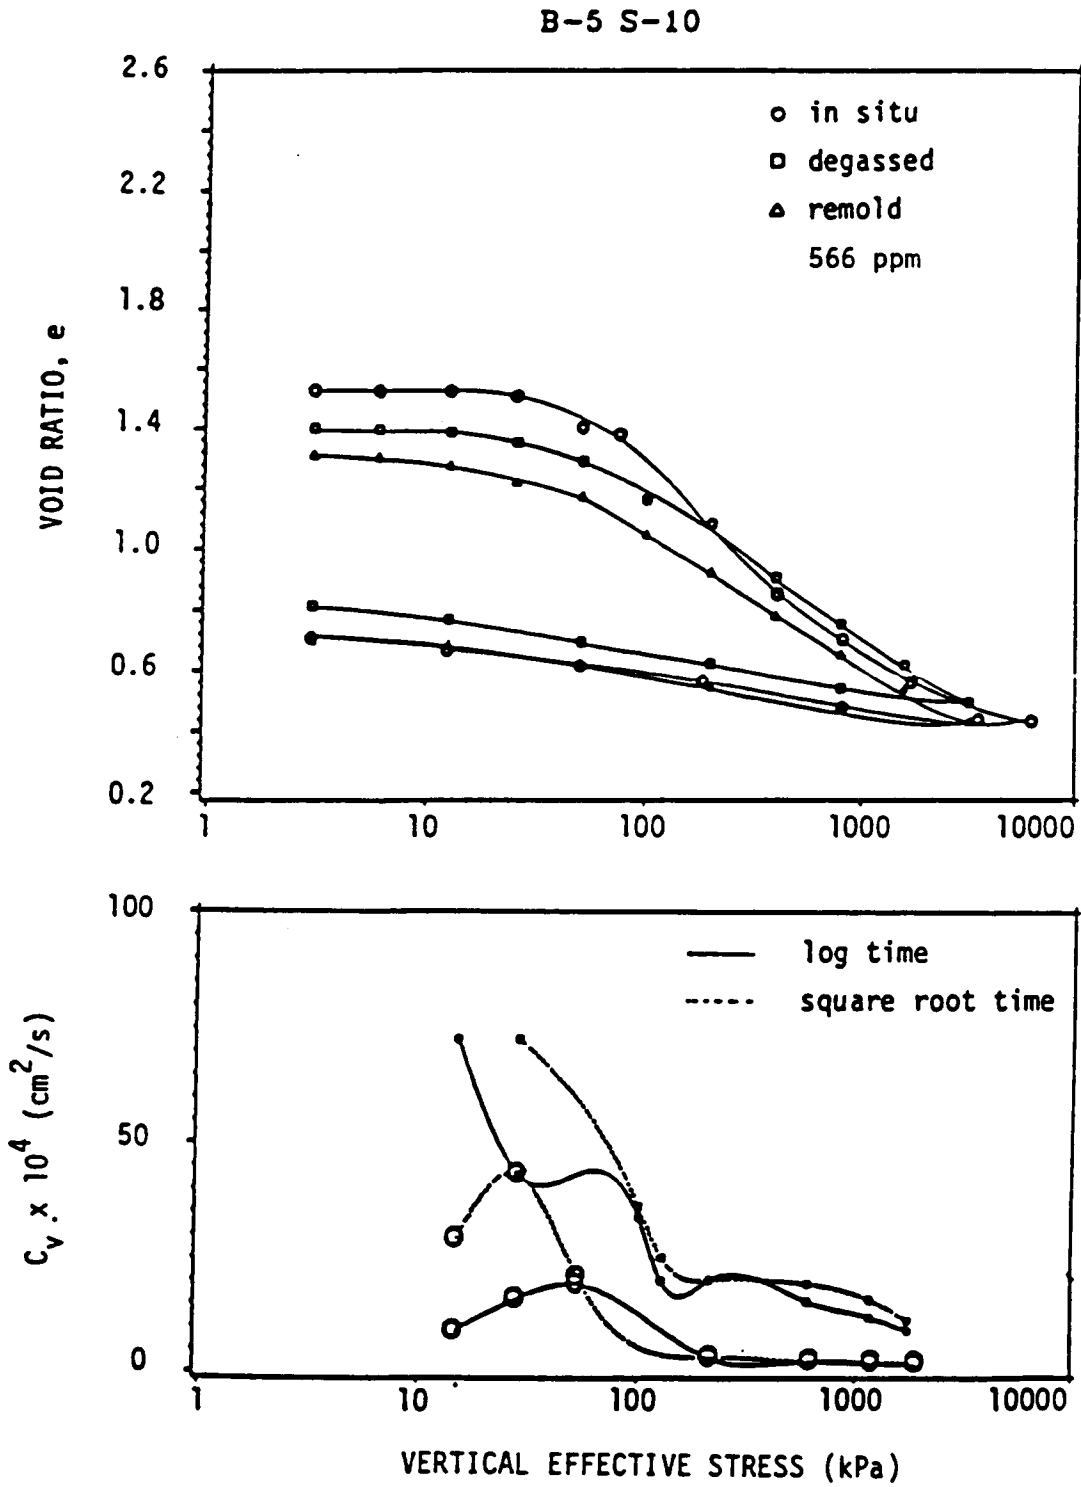 B-5 S-10
2.6
2.2
1.8
1.4
1.0
0.6
0.2
VOID RATIO, e
in situ
degassed
remold
566 ppm
1 10 100 1000 10000
100
50
0
C_v. x 10^4 (cm^2/s)
log time
square root time
1 10 100 1000 10000
VERTICAL EFFECTIVE STRESS (kPa)